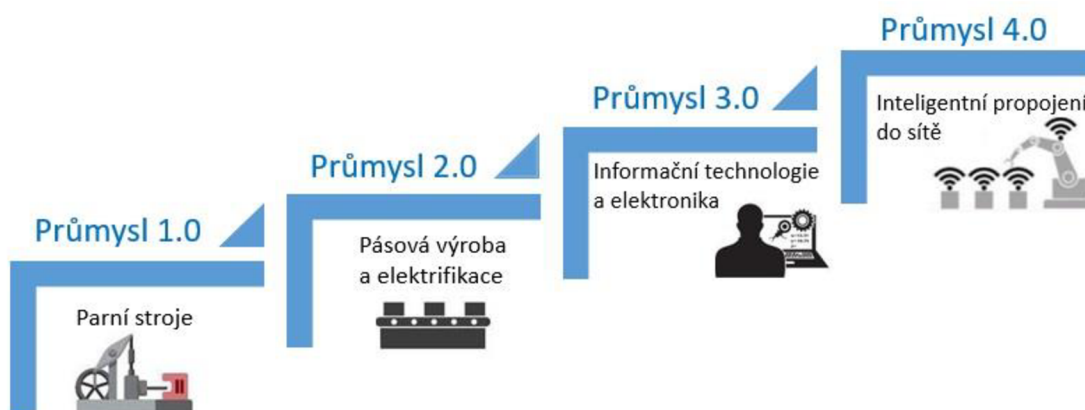 Průmysl 1.0
Parní stroje
Průmysl 2.0
Pásová výroba
a elektrifikace
Průmysl 3.0
Informační technologie
a elektronika
Průmysl 4.0
Inteligentní propojení
do sítě